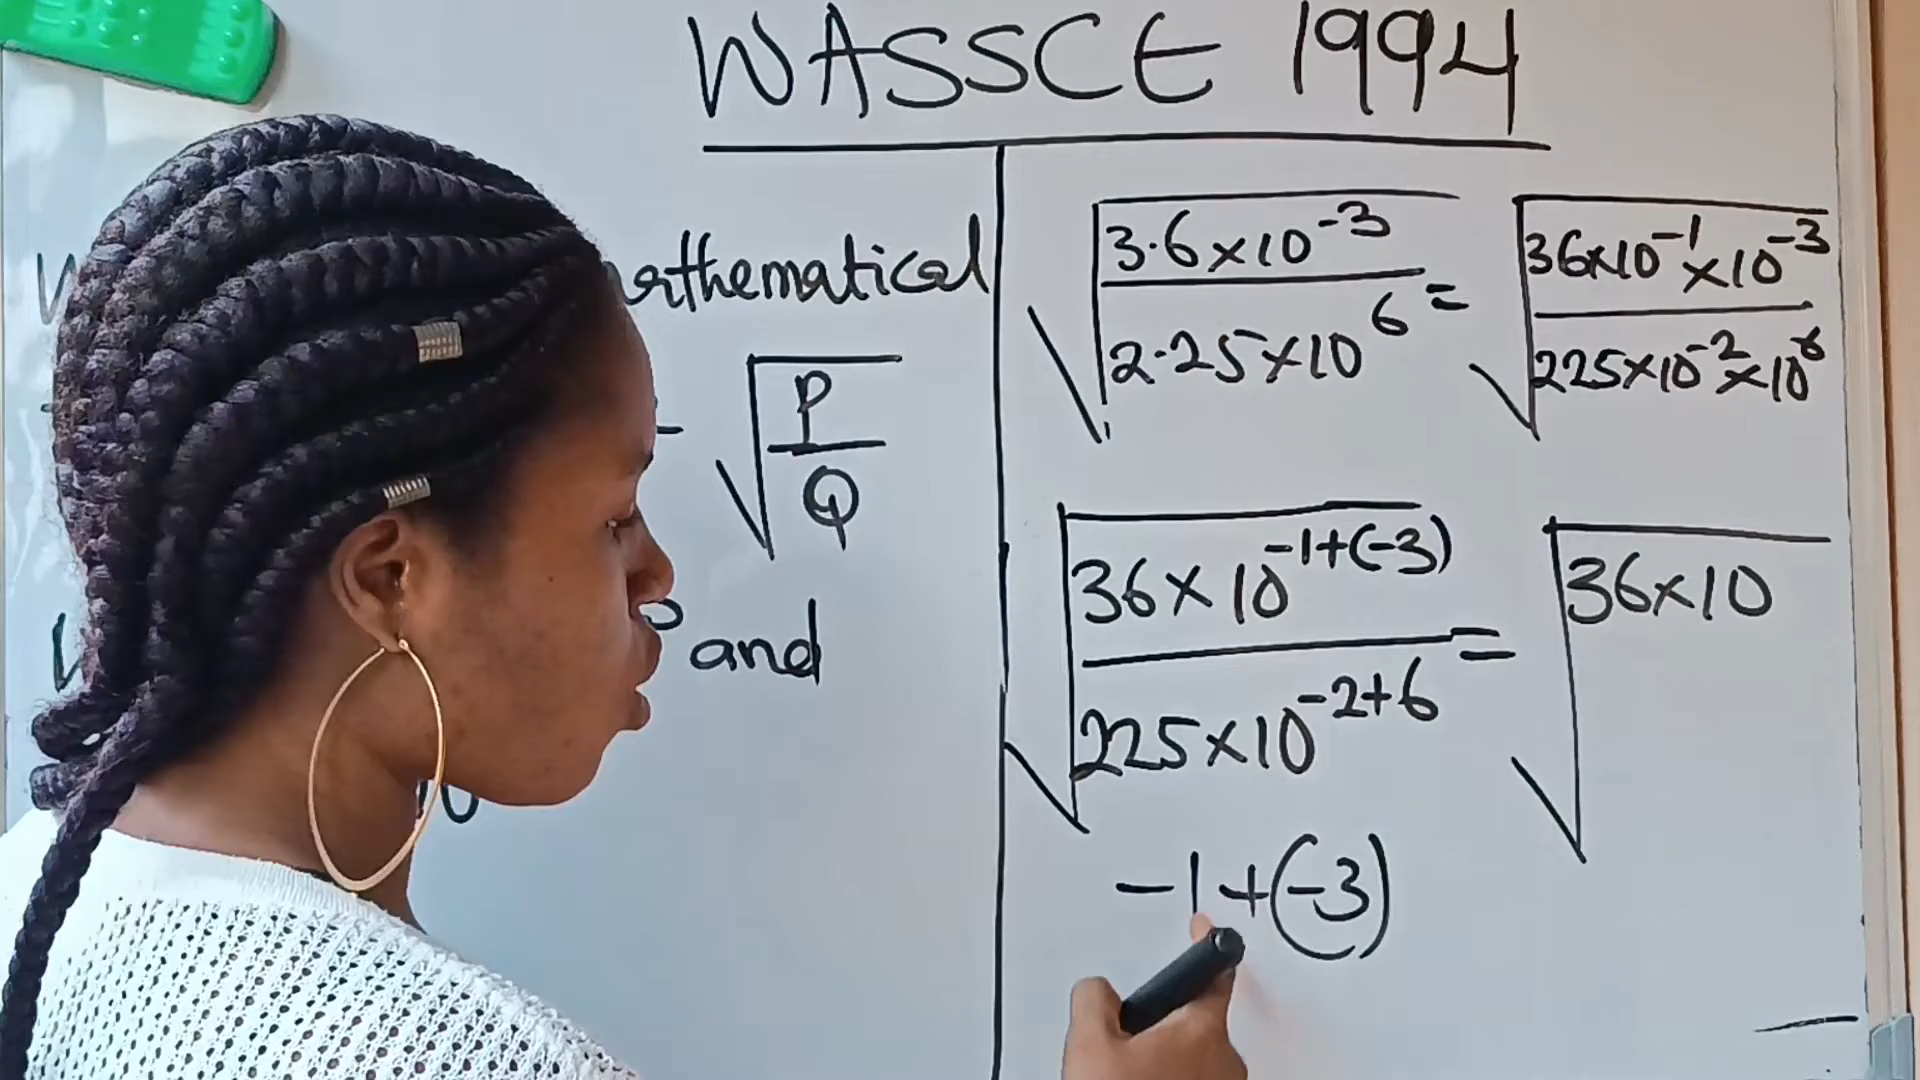 WASSCE 1994
mathematical
√(P/Q)
and
√((3.6×10⁻³)/(2.25×10⁶)) = √((36×10⁻¹×10⁻³)/(225×10⁻²×10⁶))
√((36×10⁻¹⁺⁽⁻³⁾)/(225×10⁻²⁺⁶)) = √(36×10
-1+(-3)